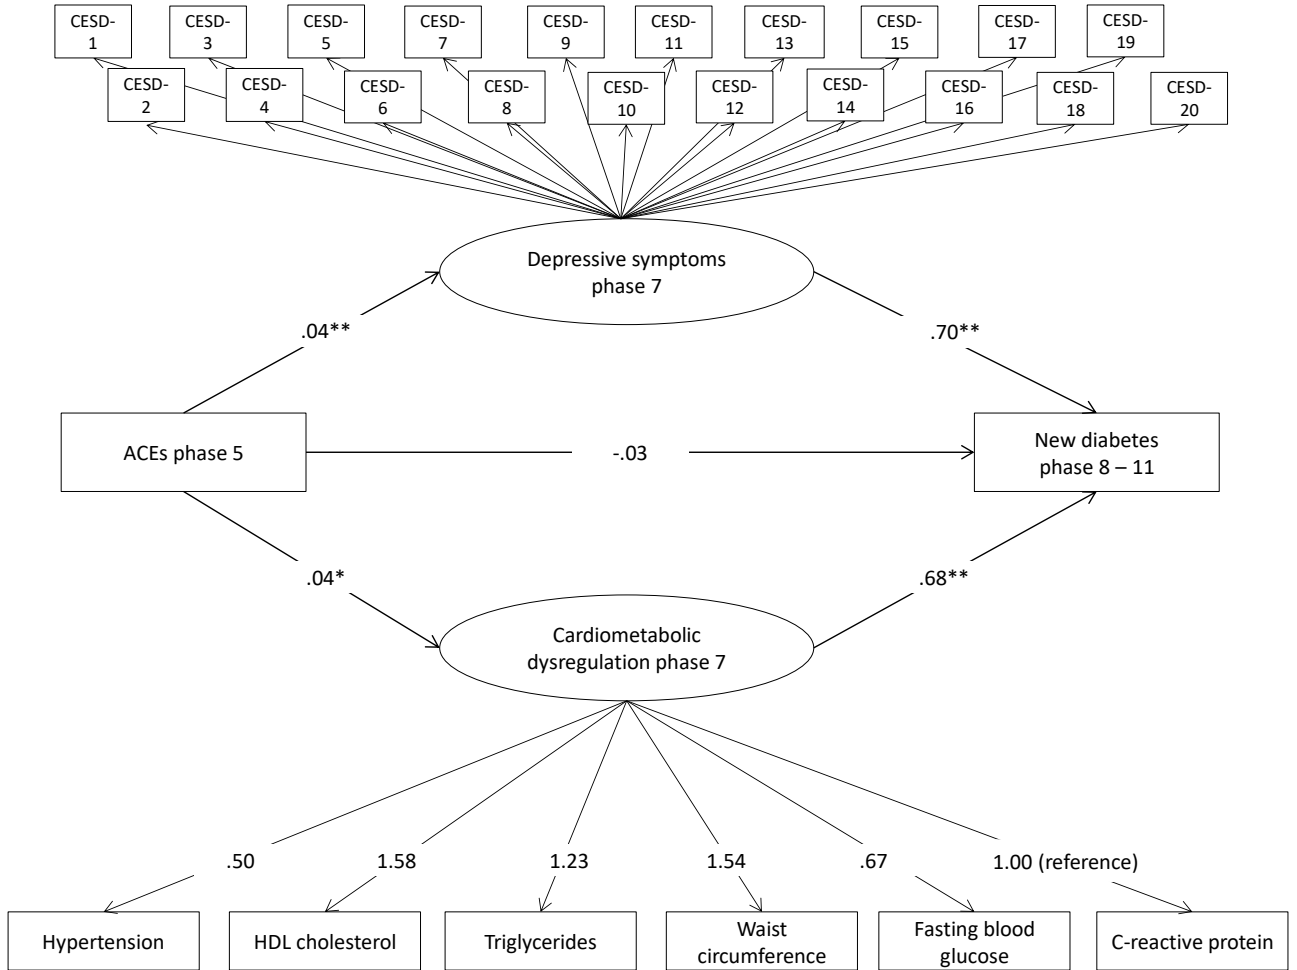 CESD-
1
CESD-
3
CESD-
5
CESD-
7
CESD-
9
CESD-
11
CESD-
13
CESD-
15
CESD-
17
CESD-
19
CESD-
2
CESD-
4
CESD-
6
CESD-
8
CESD-
10
CESD-
12
CESD-
14
CESD-
16
CESD-
18
CESD-
20
Depressive symptoms
phase 7
.04**
.70**
ACEs phase 5
-.03
New diabetes
phase 8 – 11
.04*
.68**
Cardiometabolic
dysregulation phase 7
.50
1.58
1.23
1.54
.67
1.00 (reference)
Hypertension
HDL cholesterol
Triglycerides
Waist
circumference
Fasting blood
glucose
C-reactive protein